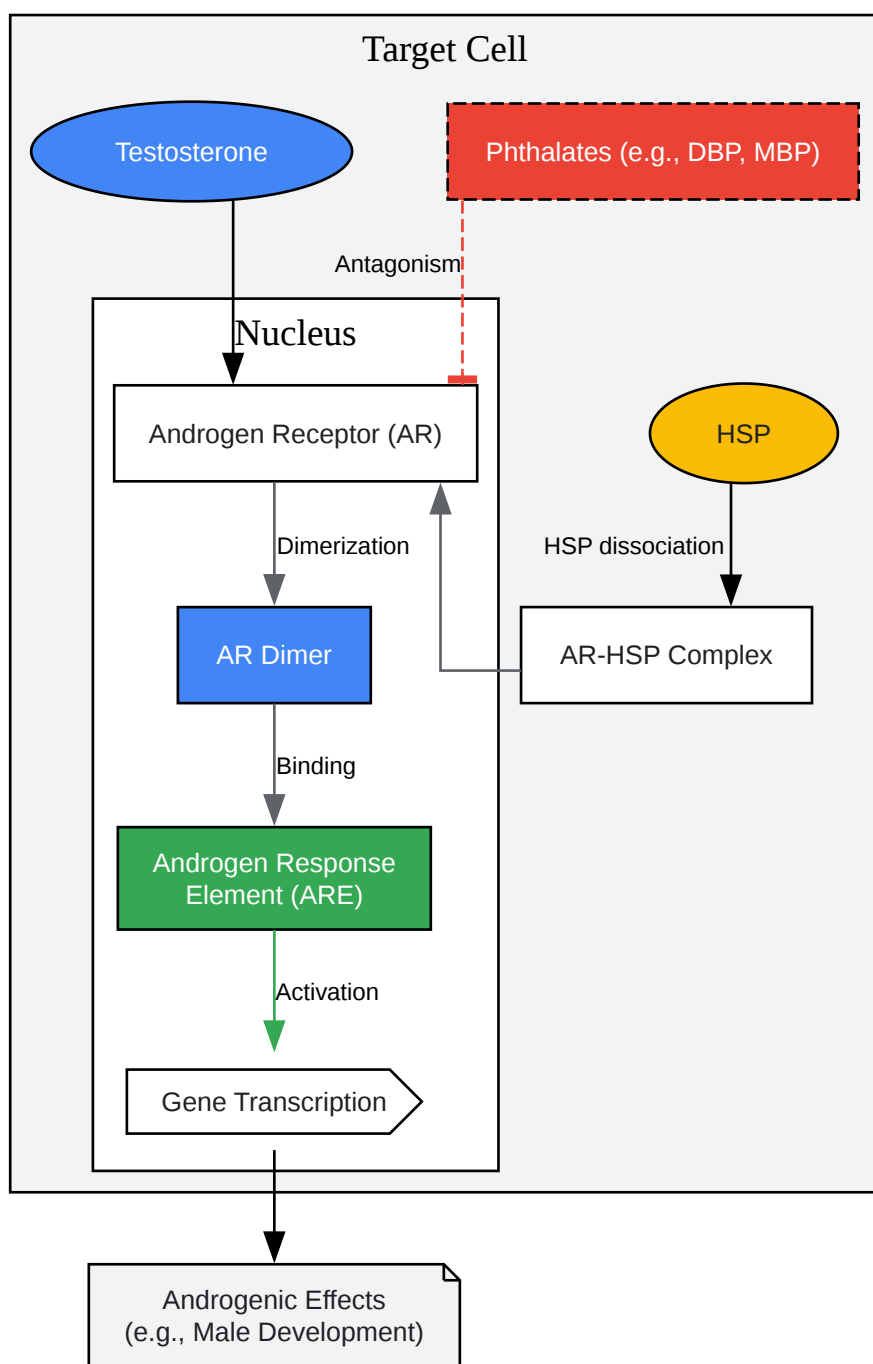 Target Cell
Testosterone
Phthalates (e.g., DBP, MBP)
Antagonism
Nucleus
Androgen Receptor (AR)
HSP
Dimerization
HSP dissociation
AR Dimer
AR-HSP Complex
Binding
Androgen Response
Element (ARE)
Activation
Gene Transcription
Androgenic Effects
(e.g., Male Development)